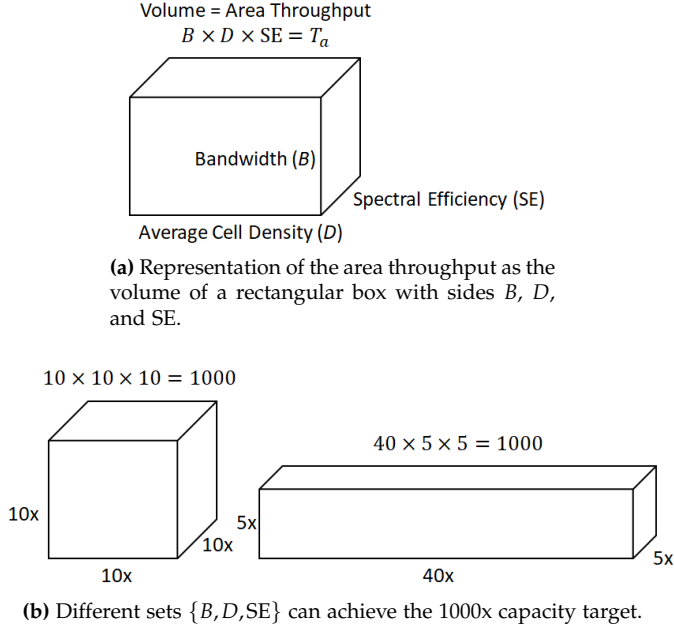 Volume = Area Throughput
B × D × SE = Tₐ
Bandwidth (B)
Spectral Efficiency (SE)
Average Cell Density (D)
(a) Representation of the area throughput as the
volume of a rectangular box with sides B, D,
and SE.
10 × 10 × 10 = 1000
40 × 5 × 5 = 1000
10x
5x
10x
5x
10x
40x
(b) Different sets {B,D,SE} can achieve the 1000x capacity target.